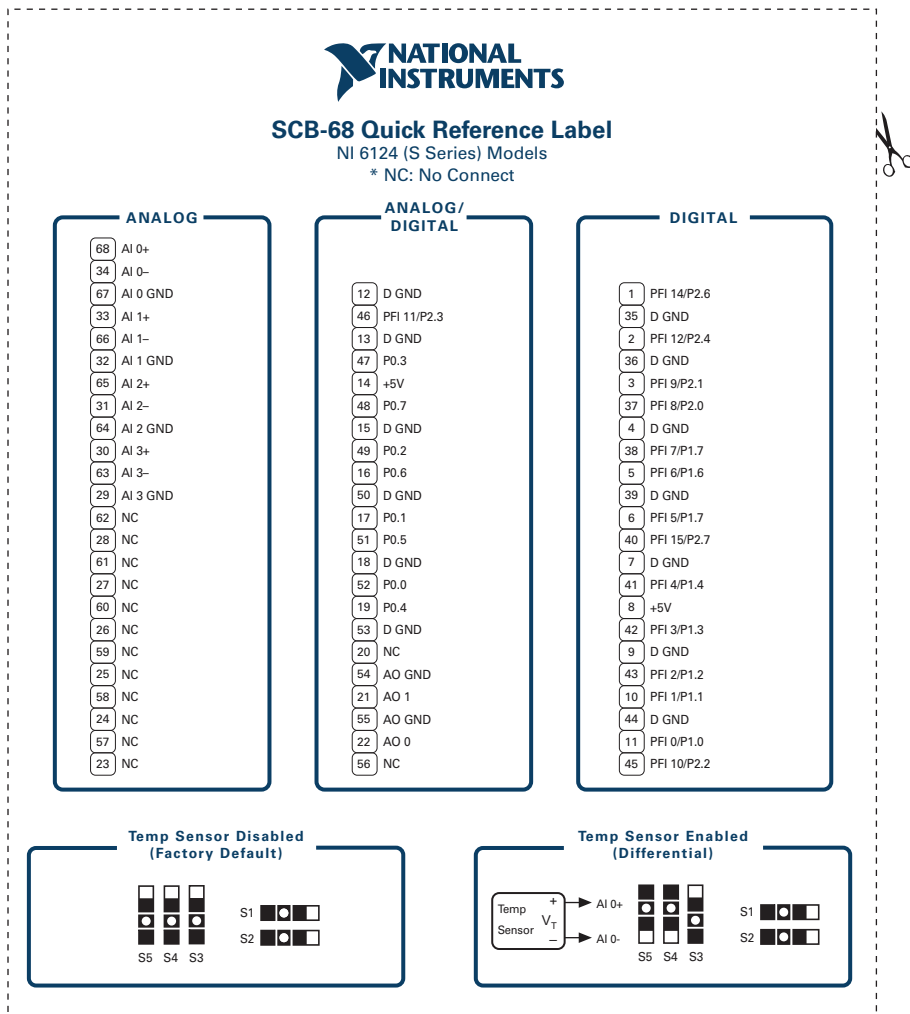 NATIONAL
INSTRUMENTS
SCB-68 Quick Reference Label
NI 6124 (S Series) Models
* NC: No Connect
ANALOG
68 AI 0+
34 AI 0–
67 AI 0 GND
33 AI 1+
66 AI 1–
32 AI 1 GND
65 AI 2+
31 AI 2–
64 AI 2 GND
30 AI 3+
63 AI 3–
29 AI 3 GND
62 NC
28 NC
61 NC
27 NC
60 NC
26 NC
59 NC
25 NC
58 NC
24 NC
57 NC
23 NC
ANALOG/
DIGITAL
12 D GND
46 PFI 11/P2.3
13 D GND
47 P0.3
14 +5V
48 P0.7
15 D GND
49 P0.2
16 P0.6
50 D GND
17 P0.1
51 P0.5
18 D GND
52 P0.0
19 P0.4
53 D GND
20 NC
54 AO GND
21 AO 1
55 AO GND
22 AO 0
56 NC
DIGITAL
1 PFI 14/P2.6
35 D GND
2 PFI 12/P2.4
36 D GND
3 PFI 9/P2.1
37 PFI 8/P2.0
4 D GND
38 PFI 7/P1.7
5 PFI 6/P1.6
39 D GND
6 PFI 5/P1.7
40 PFI 15/P2.7
7 D GND
41 PFI 4/P1.4
8 +5V
42 PFI 3/P1.3
9 D GND
43 PFI 2/P1.2
10 PFI 1/P1.1
44 D GND
11 PFI 0/P1.0
45 PFI 10/P2.2
Temp Sensor Disabled
(Factory Default)
S1
S2
S5 S4 S3
Temp Sensor Enabled
(Differential)
Temp
Sensor
+
VT
–
AI 0+
AI 0-
S5 S4 S3
S1
S2